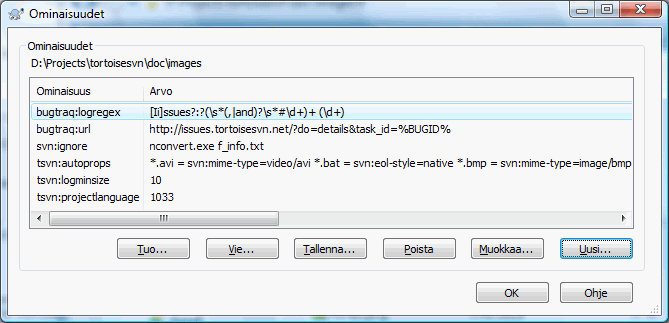 Ominaisuudet
Ominaisuudet
D:\Projects\tortoisesvn\doc\images
Ominaisuus Arvo
bugtraq:logregex [Ii]ssues?:?(\s*(,|and)?\s*#\d+)+ (\d+)
bugtraq:url http://issues.tortoisesvn.net/?do=details&task_id=%BUGID%
svn:ignore nconvert.exe f_info.txt
tsvn:autoprops *.avi = svn:mime-type=video/avi *.bat = svn:eol-style=native *.bmp = svn:mime-type=image/bmp
tsvn:logminsize 10
tsvn:projectlanguage 1033
Tuo... Vie... Tallenna... Poista Muokkaa... Uusi...
OK Ohje